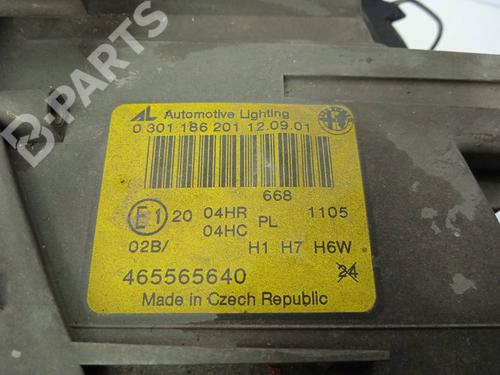 B-PARTS
AL Automotive Lighting
0 301 186 201 12.09.01
668
E1 20 04HR PL 1105
04HC
02B/ H1 H7 H6W
465565640 24
Made in Czech Republic